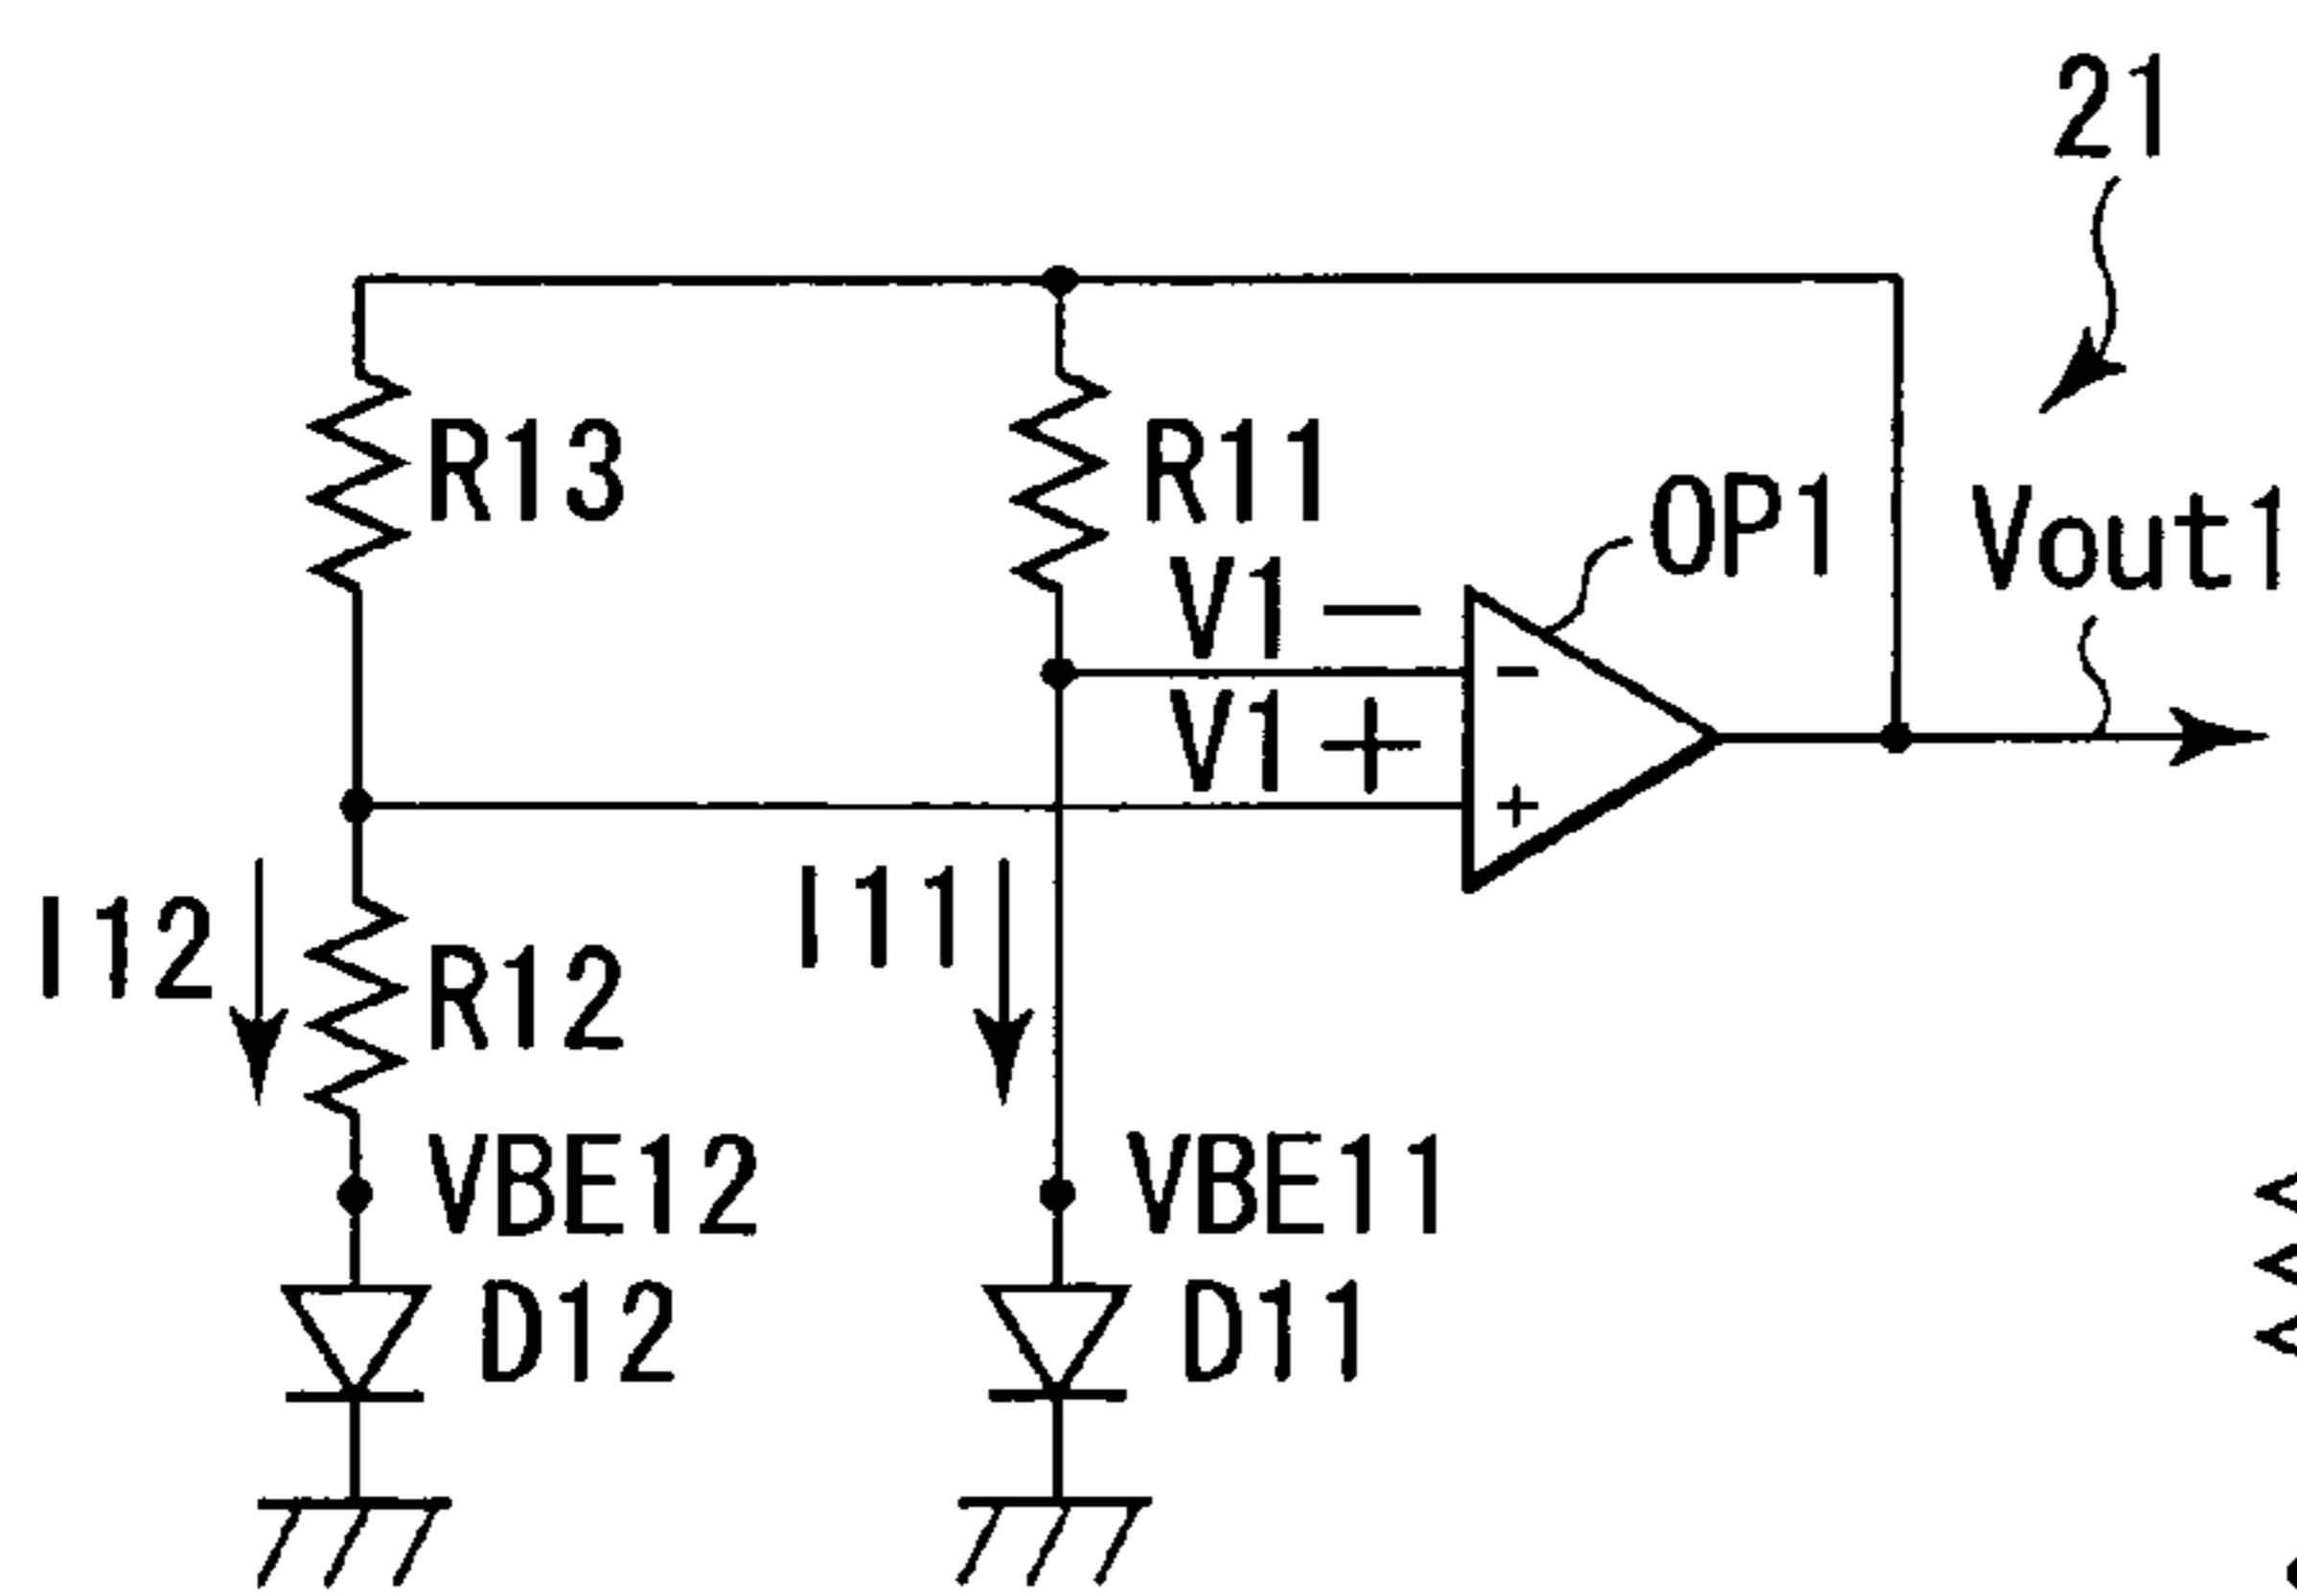 21
R13
R11
OP1
Vout1
V1 −
V1 +
−
+
I12
I11
R12
VBE12
VBE11
D12
D11